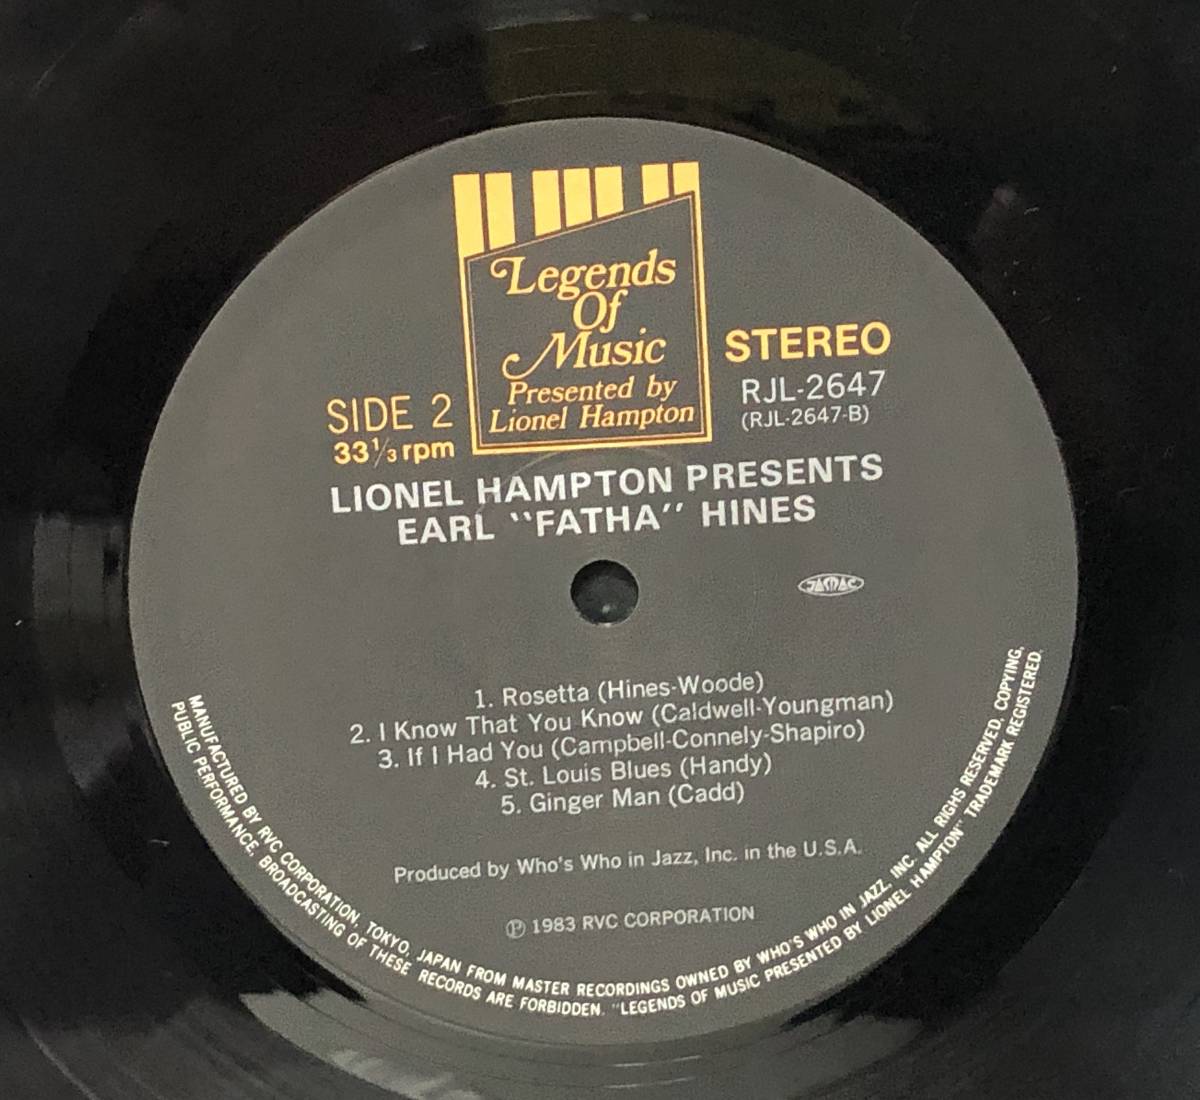 Legends
Of
Music
Presented by
Lionel Hampton
STEREO
RJL-2647
(RJL-2647-B)
SIDE 2
33⅓ rpm
LIONEL HAMPTON PRESENTS
EARL "FATHA" HINES
JASRAC
1. Rosetta (Hines-Woode)
2. I Know That You Know (Caldwell-Youngman)
3. If I Had You (Campbell-Connely-Shapiro)
4. St. Louis Blues (Handy)
5. Ginger Man (Cadd)
Produced by Who's Who in Jazz, Inc. in the U.S.A.
Ⓟ 1983 RVC CORPORATION
MANUFACTURED BY RVC CORPORATION, TOKYO, JAPAN FROM MASTER RECORDINGS OWNED BY WHO'S WHO IN JAZZ, INC. ALL RIGHS RESERVED, COPYING,
PUBLIC PERFORMANCE, BROADCASTING OF THESE RECORDS ARE FORBIDDEN. "LEGENDS OF MUSIC PRESENTED BY LIONEL HAMPTON" TRADEMARK REGISTERED.